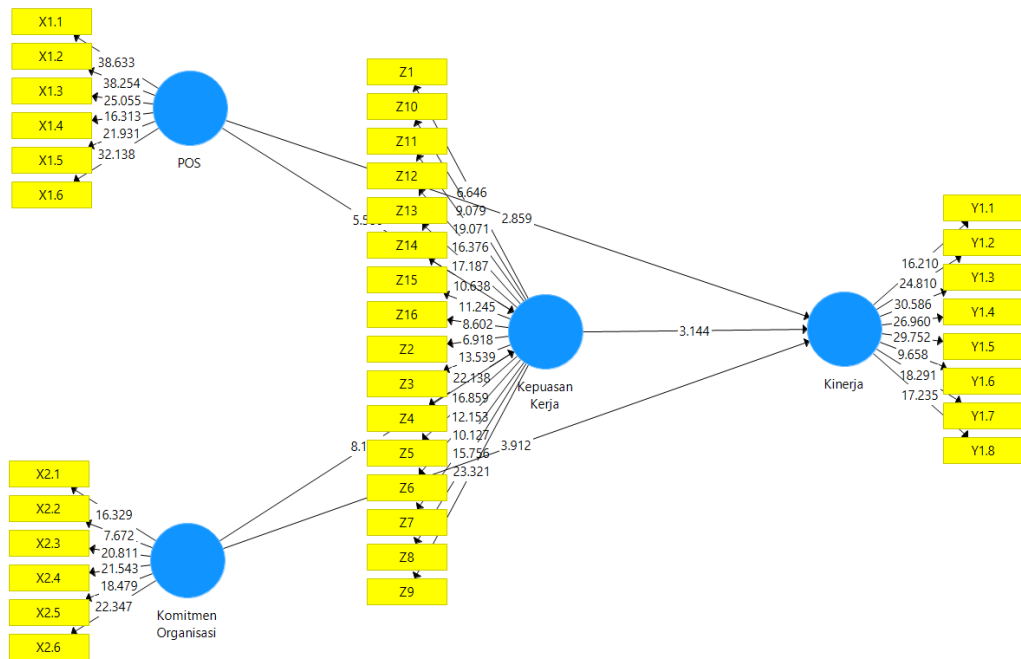 X1.1
X1.2
X1.3
X1.4
X1.5
X1.6
38.633
38.254
25.055
16.313
21.931
32.138
POS
X2.1
X2.2
X2.3
X2.4
X2.5
X2.6
16.329
7.672
20.811
21.543
18.479
22.347
Komitmen
Organisasi
Z1
Z10
Z11
Z12
Z13
Z14
Z15
Z16
Z2
Z3
Z4
Z5
Z6
Z7
Z8
Z9
6.646
9.079
19.071
16.376
17.187
10.638
11.245
8.602
6.918
13.539
22.138
16.859
12.153
10.127
15.756
23.321
Kepuasan
Kerja
2.859
3.144
3.912
Kinerja
16.210
24.810
30.586
26.960
29.752
9.658
18.291
17.235
Y1.1
Y1.2
Y1.3
Y1.4
Y1.5
Y1.6
Y1.7
Y1.8